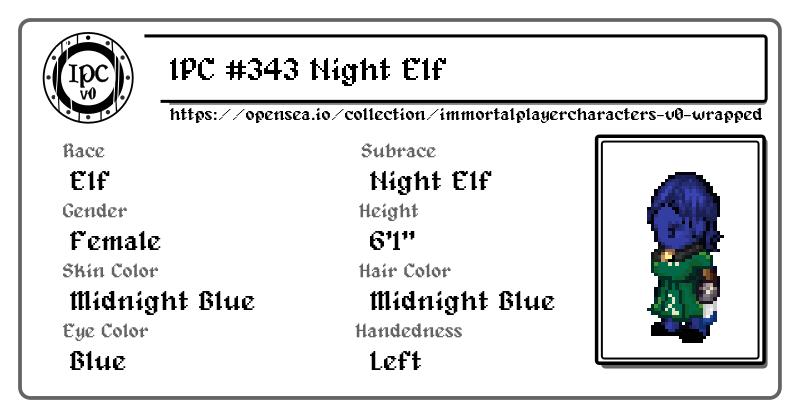 IPC v0
IPC #343 Night Elf
https://opensea.io/collection/immortalplayercharacters-v0-wrapped
Race
Subrace
Elf
Night Elf
Gender
Height
Female
6'1"
Skin Color
Hair Color
Midnight Blue
Midnight Blue
Eye Color
Handedness
Blue
Left